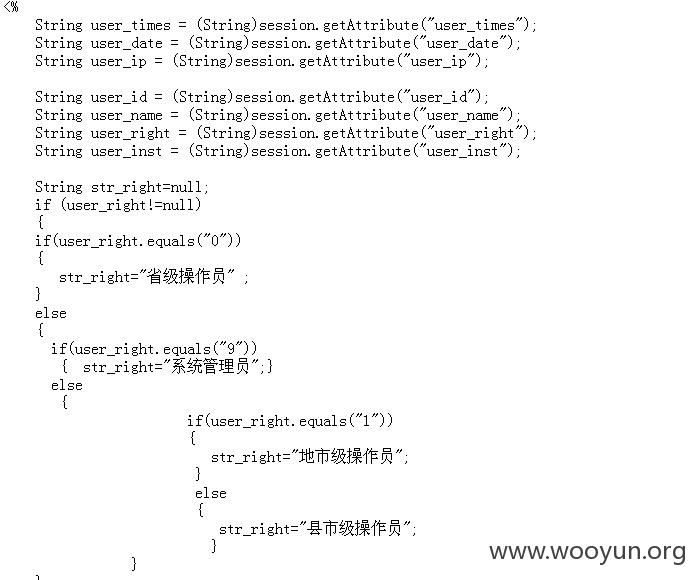 <%
String user_times = (String)session.getAttribute("user_times");
String user_date = (String)session.getAttribute("user_date");
String user_ip = (String)session.getAttribute("user_ip");
String user_id = (String)session.getAttribute("user_id");
String user_name = (String)session.getAttribute("user_name");
String user_right = (String)session.getAttribute("user_right");
String user_inst = (String)session.getAttribute("user_inst");
String str_right=null;
if (user_right!=null)
{
if(user_right.equals("0"))
{
str_right="省级操作员" ;
}
else
{
if(user_right.equals("9"))
{ str_right="系统管理员";}
else
{
if(user_right.equals("1"))
{
str_right="地市级操作员";
}
else
{
str_right="县市级操作员";
}
}
www.wooyun.org